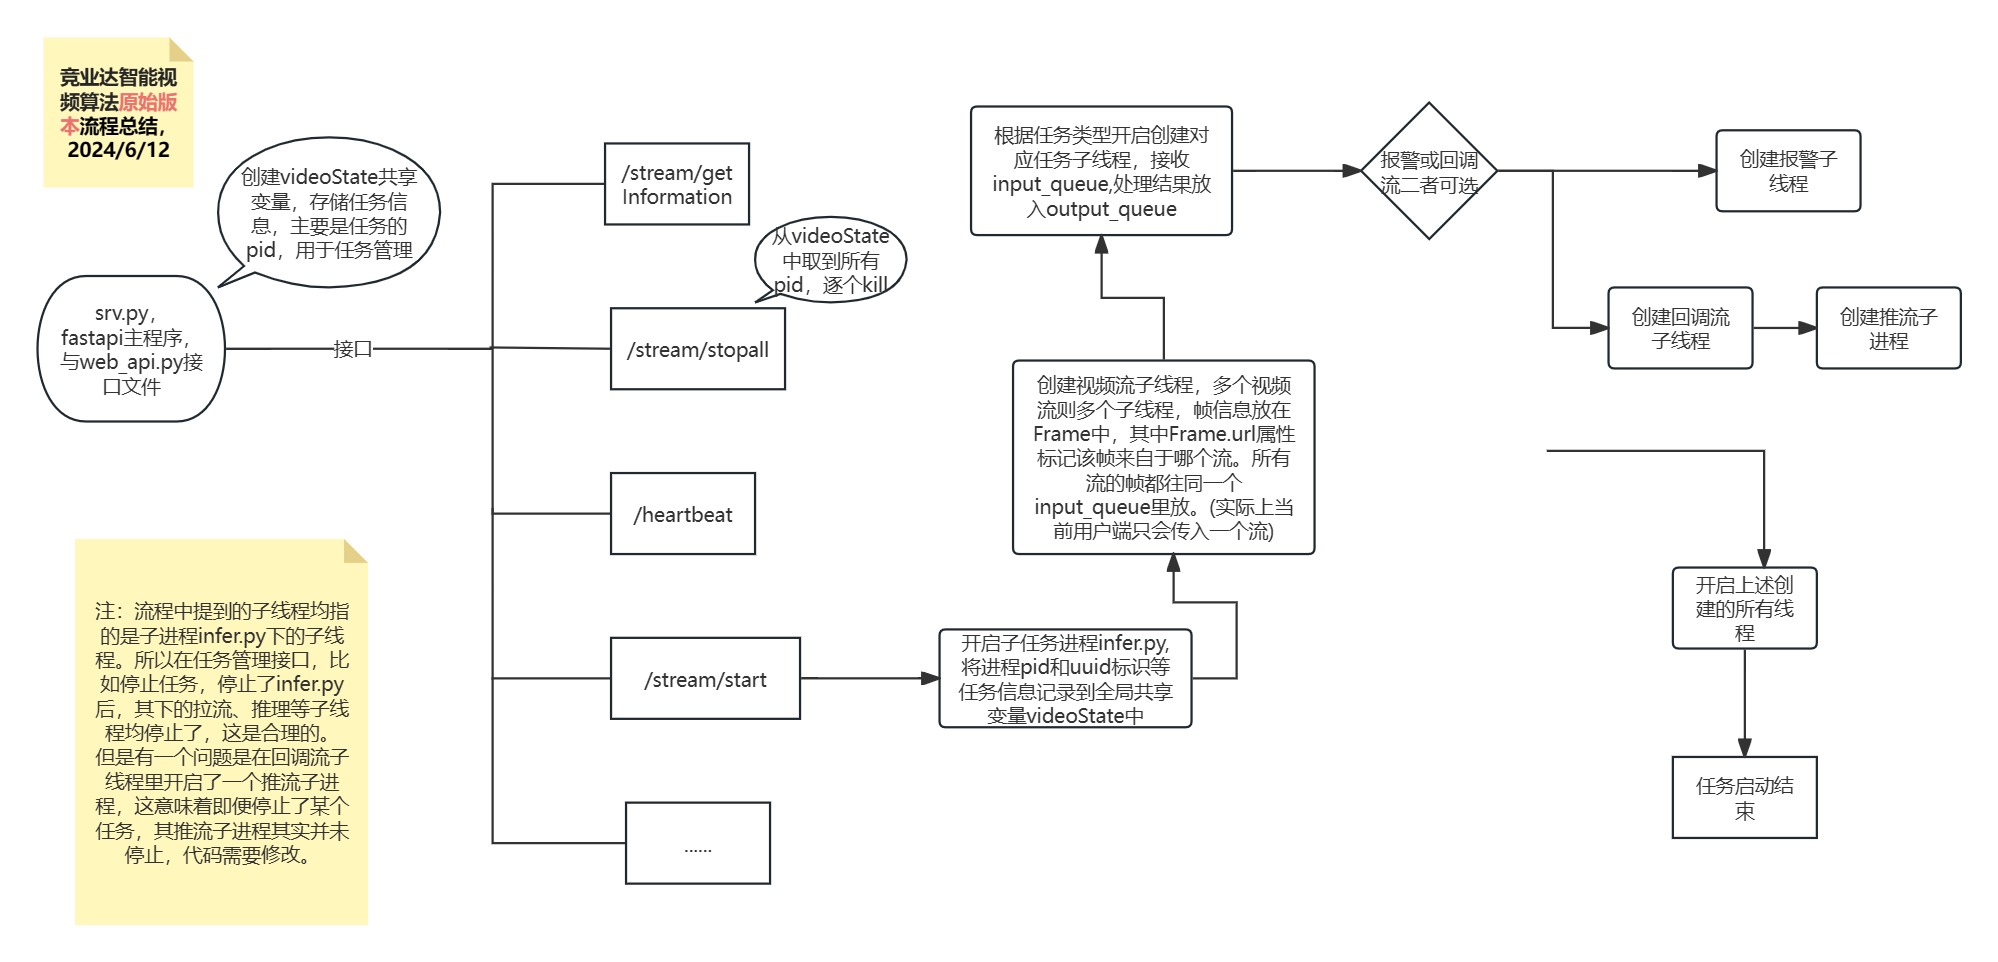 竞业达智能视
频算法原始版
本流程总结，
2024/6/12
创建videoState共享
变量，存储任务信
息，主要是任务的
pid，用于任务管理
srv.py，
fastapi主程序，
与web_api.py接
口文件
接口
/stream/get
Information
从videoState
中取到所有
pid，逐个kill
/stream/stopall
/heartbeat
/stream/start
......
开启子任务进程infer.py,
将进程pid和uuid标识等
任务信息记录到全局共享
变量videoState中
创建视频流子线程，多个视频
流则多个子线程，帧信息放在
Frame中，其中Frame.url属性
标记该帧来自于哪个流。所有
流的帧都往同一个
input_queue里放。(实际上当
前用户端只会传入一个流)
根据任务类型开启创建对
应任务子线程，接收
input_queue,处理结果放
入output_queue
报警或回调
流二者可选
创建报警子
线程
创建回调流
子线程
创建推流子
进程
开启上述创
建的所有线
程
任务启动结
束
注：流程中提到的子线程均指
的是子进程infer.py下的子线
程。所以在任务管理接口，比
如停止任务，停止了infer.py
后，其下的拉流、推理等子线
程均停止了，这是合理的。
但是有一个问题是在回调流子
线程里开启了一个推流子进
程，这意味着即便停止了某个
任务，其推流子进程其实并未
停止，代码需要修改。